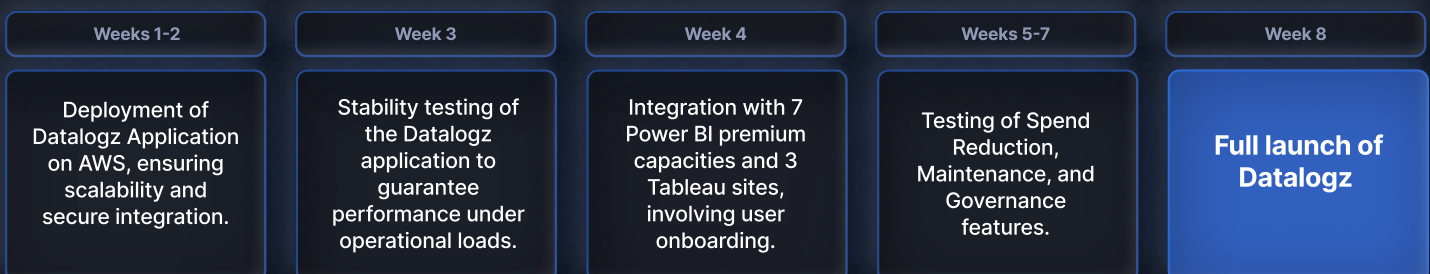 Weeks 1-2
Deployment of
Datalogz Application
on AWS, ensuring
scalability and
secure integration.
Week 3
Stability testing of
the Datalogz
application to
guarantee
performance under
operational loads.
Week 4
Integration with 7
Power BI premium
capacities and 3
Tableau sites,
involving user
onboarding.
Weeks 5-7
Testing of Spend
Reduction,
Maintenance, and
Governance
features.
Week 8
Full launch of
Datalogz